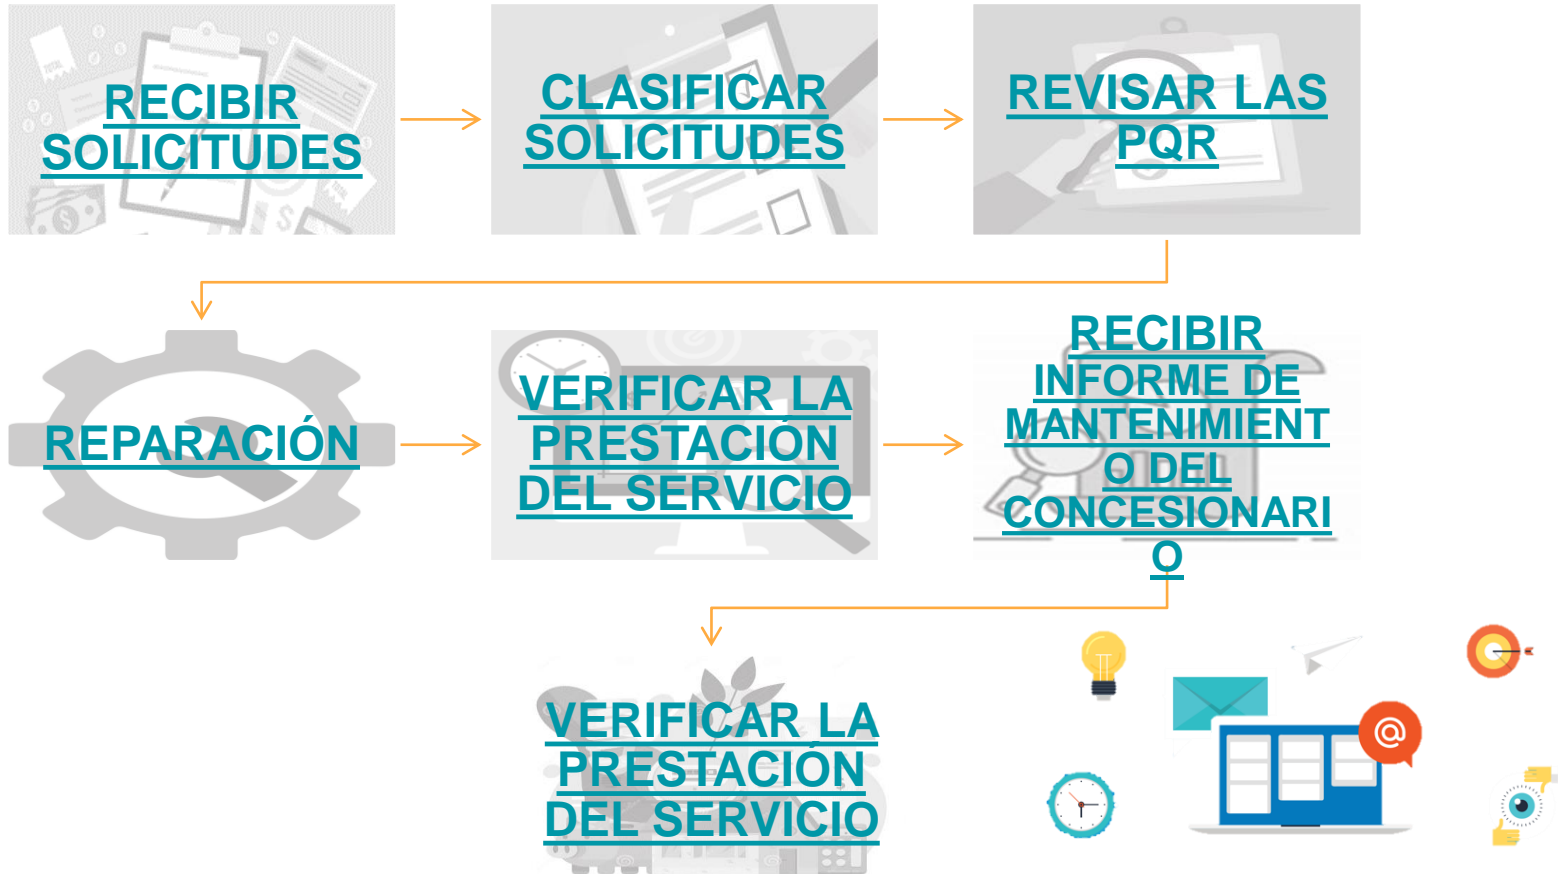 RECIBIR
SOLICITUDES
CLASIFICAR
SOLICITUDES
REVISAR LAS
PQR
REPARACIÓN
VERIFICAR LA
PRESTACIÓN
DEL SERVICIO
RECIBIR
INFORME DE
MANTENIMIENT
O DEL
CONCESIONARI
O
VERIFICAR LA
PRESTACIÓN
DEL SERVICIO
@